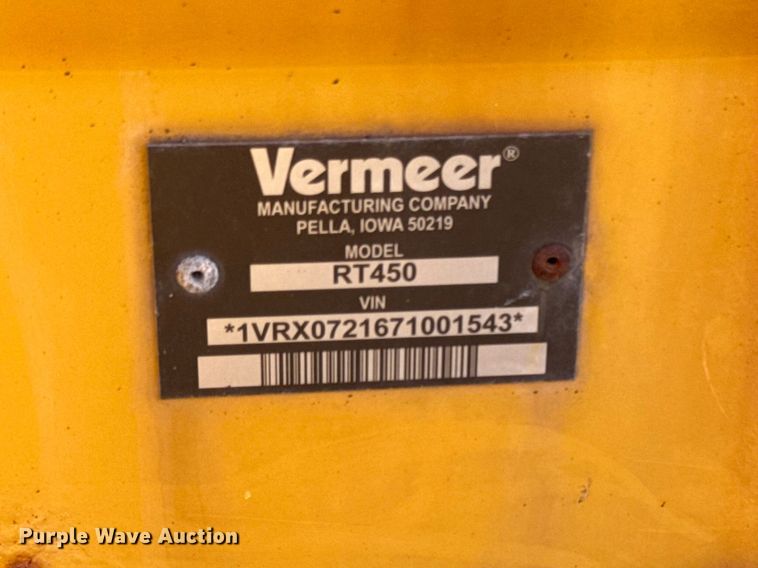 Vermeer®
MANUFACTURING COMPANY
PELLA, IOWA 50219
MODEL
RT450
VIN
*1VRX0721671001543*
Purple Wave Auction